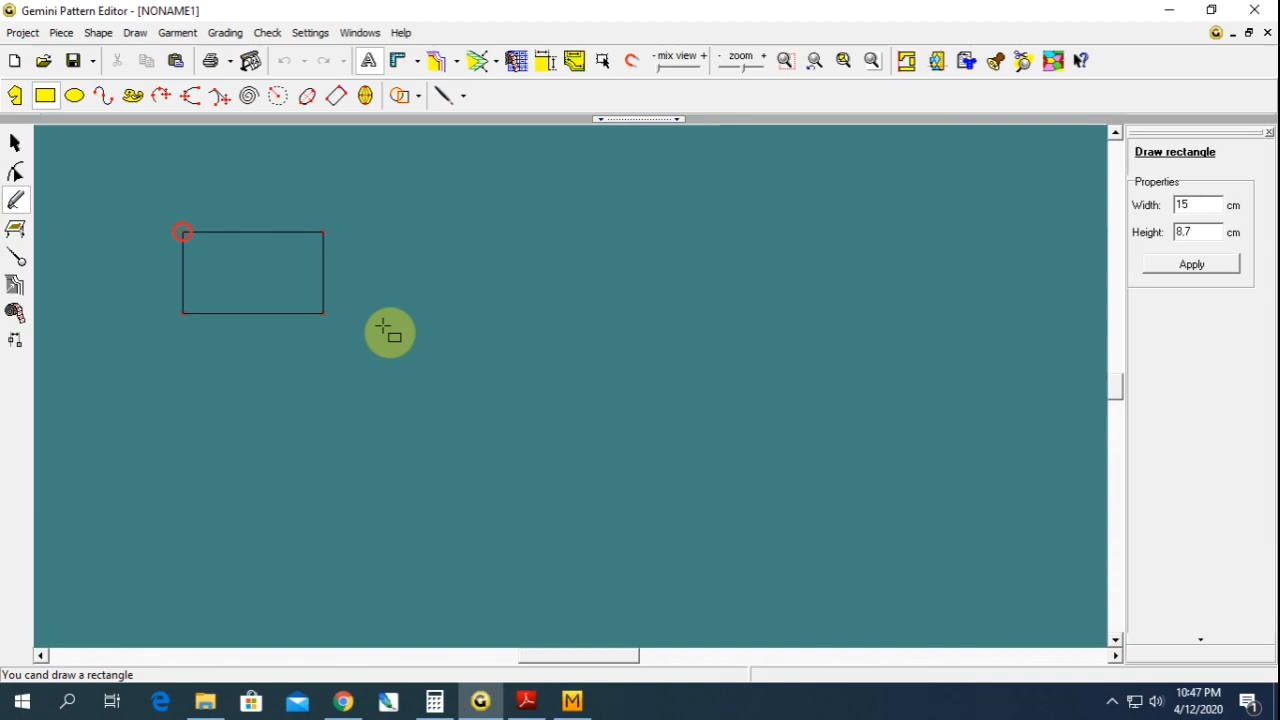 Gemini Pattern Editor - [NONAME1]
Project Piece Shape Draw Garment Grading Check Settings Windows Help
mix view + zoom +
Draw rectangle
Properties
Width: 15 cm
Height: 8,7 cm
Apply
You cand draw a rectangle
10:47 PM
4/12/2020